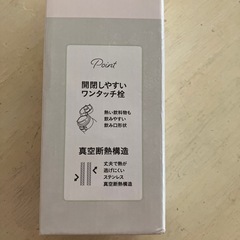 Point
開閉しやすい
ワンタッチ栓
熱い飲料物も
飲みやすい
飲み口形状
真空断熱構造
丈夫で熱が
逃げにくい
ステンレス
真空断熱構造